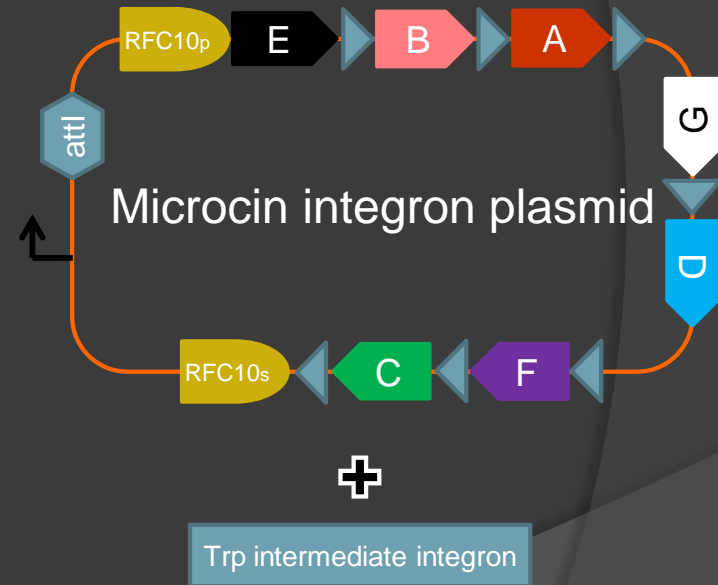 RFC10p
E
B
A
attI
G
Microcin integron plasmid
D
RFC10s
C
F
Trp intermediate integron